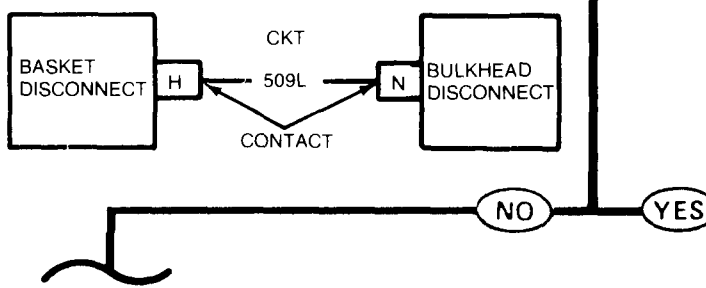 CKT
BASKET
DISCONNECT
H
509L
N
BULKHEAD
DISCONNECT
CONTACT
NO
YES